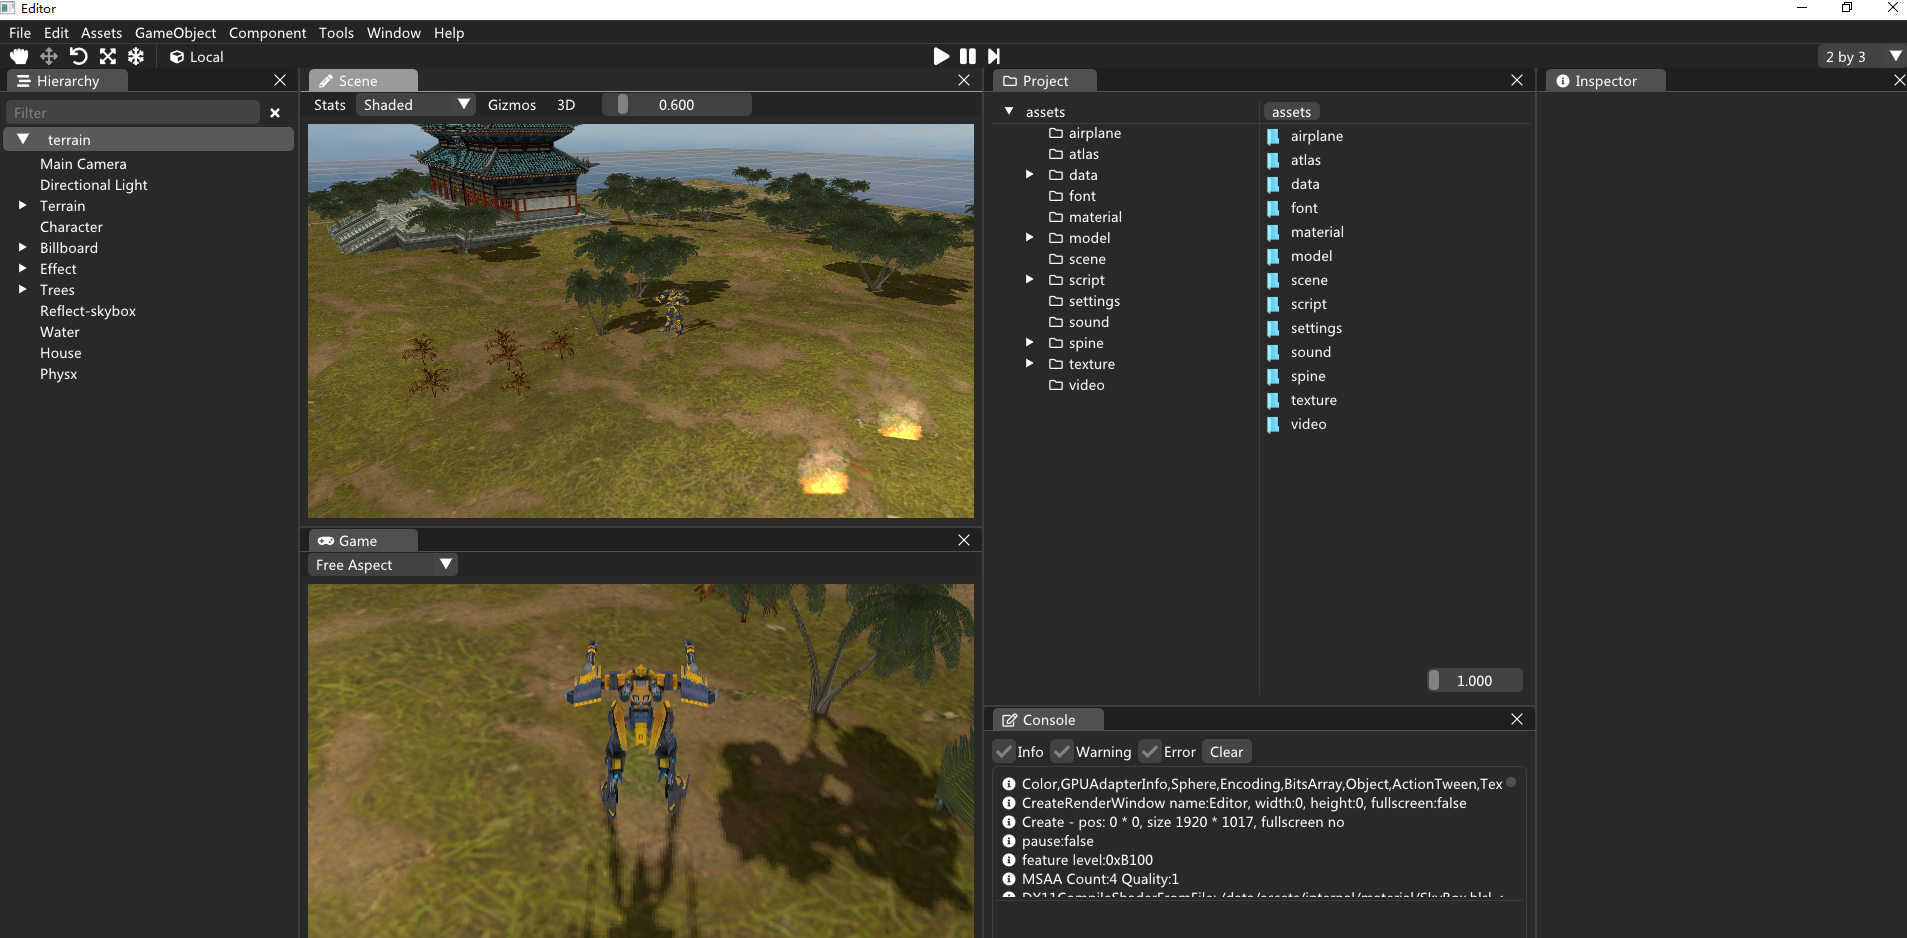 Editor
File Edit Assets GameObject Component Tools Window Help
Local
2 by 3
Hierarchy
Filter
terrain
Main Camera
Directional Light
Terrain
Character
Billboard
Effect
Trees
Reflect-skybox
Water
House
Physx
Scene
Stats Shaded Gizmos 3D 0.600
Game
Free Aspect
Project
assets
airplane
atlas
data
font
material
model
scene
script
settings
sound
spine
texture
video
assets
airplane
atlas
data
font
material
model
scene
script
settings
sound
spine
texture
video
1.000
Console
Info Warning Error Clear
Color,GPUAdapterInfo,Sphere,Encoding,BitsArray,Object,ActionTween,Tex
CreateRenderWindow name:Editor, width:0, height:0, fullscreen:false
Create - pos: 0 * 0, size 1920 * 1017, fullscreen no
pause:false
feature level:0xB100
MSAA Count:4 Quality:1
Inspector